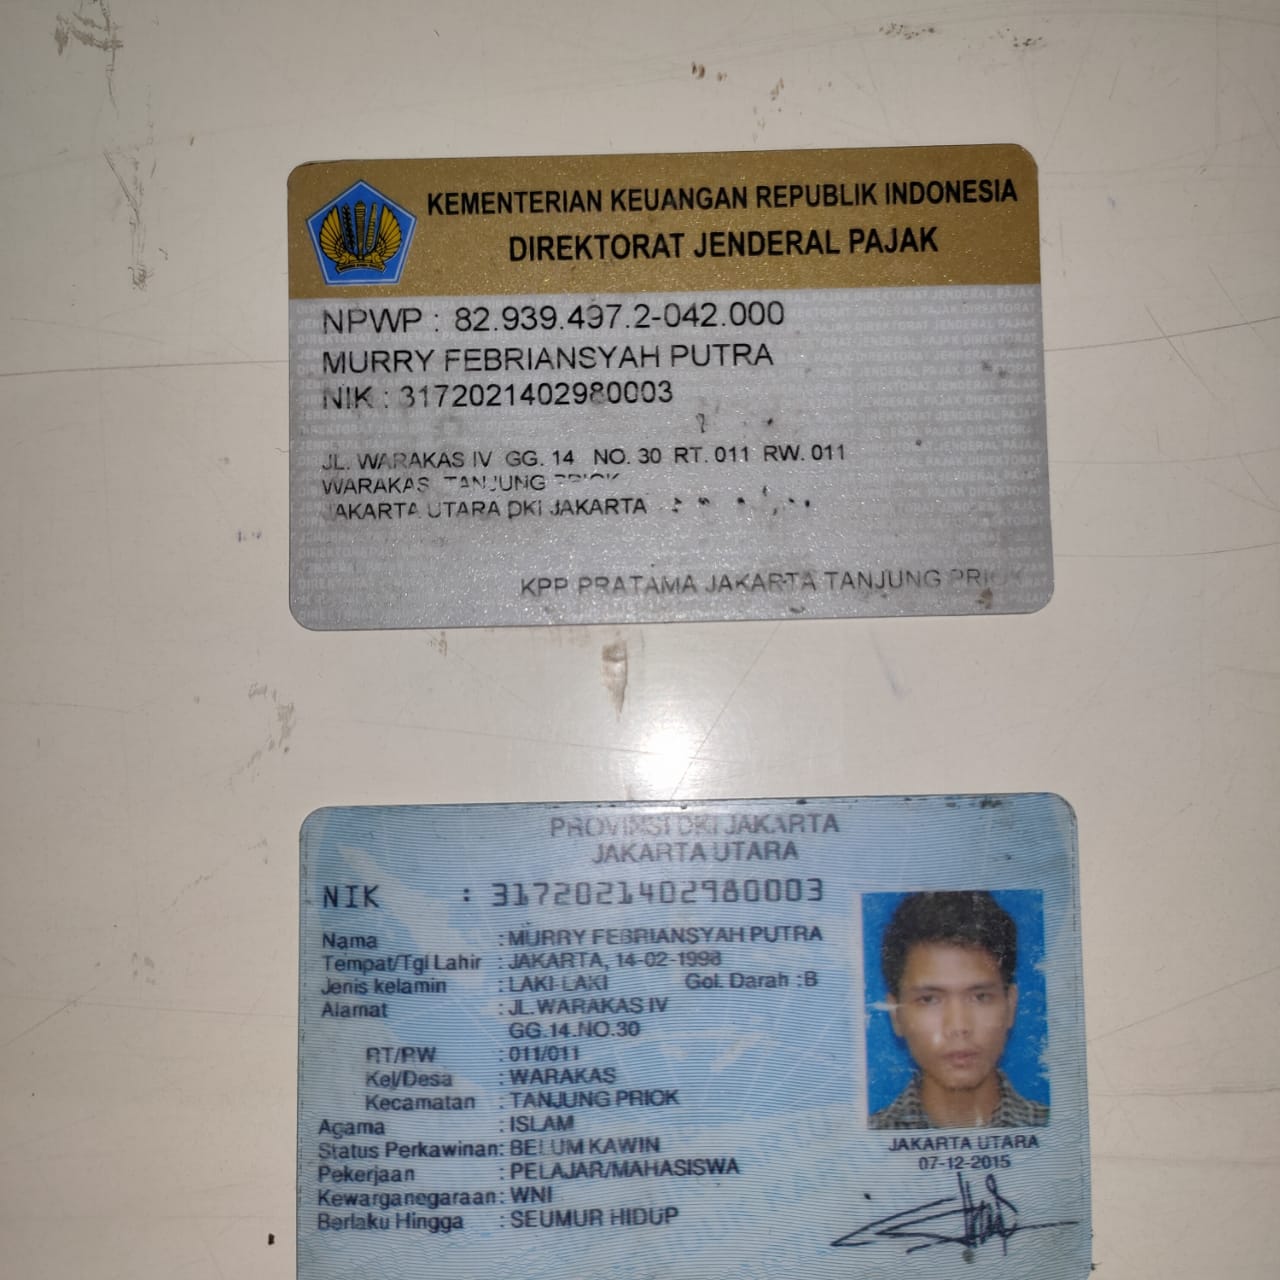 KEMENTERIAN KEUANGAN REPUBLIK INDONESIA
DIREKTORAT JENDERAL PAJAK
NPWP : 82.939.497.2-042.000
MURRY FEBRIANSYAH PUTRA
NIK : 3172021402980003
JL. WARAKAS IV GG. 14 NO. 30 RT. 011 RW. 011
WARAKAS TANJUNG PRIOK
JAKARTA UTARA DKI JAKARTA
KPP PRATAMA JAKARTA TANJUNG PRIOK
PROVINSI DKI JAKARTA
JAKARTA UTARA
NIK : 3172021402980003
Nama : MURRY FEBRIANSYAH PUTRA
Tempat/Tgl Lahir : JAKARTA, 14-02-1998
Jenis kelamin : LAKI-LAKI Gol. Darah : B
Alamat : JL. WARAKAS IV
GG.14.NO.30
RT/RW : 011/011
Kel/Desa : WARAKAS
Kecamatan : TANJUNG PRIOK
Agama : ISLAM
Status Perkawinan: BELUM KAWIN
Pekerjaan : PELAJAR/MAHASISWA
Kewarganegaraan: WNI
Berlaku Hingga : SEUMUR HIDUP
JAKARTA UTARA
07-12-2015